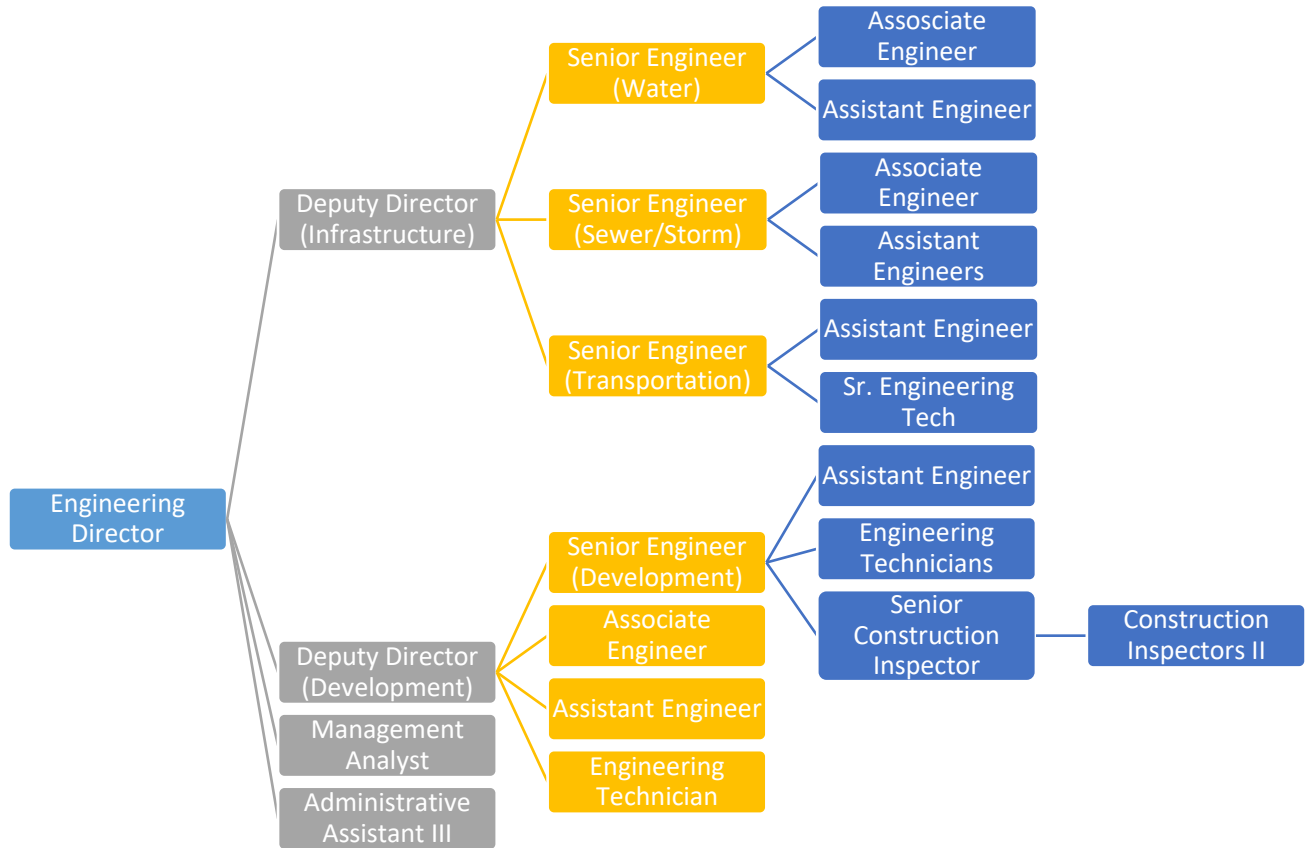 Engineering
Director
Deputy Director
(Infrastructure)
Senior Engineer
(Water)
Assosciate
Engineer
Assistant Engineer
Senior Engineer
(Sewer/Storm)
Associate
Engineer
Assistant
Engineers
Senior Engineer
(Transportation)
Assistant Engineer
Sr. Engineering
Tech
Deputy Director
(Development)
Senior Engineer
(Development)
Assistant Engineer
Engineering
Technicians
Senior
Construction
Inspector
Construction
Inspectors II
Associate
Engineer
Assistant Engineer
Engineering
Technician
Management
Analyst
Administrative
Assistant III